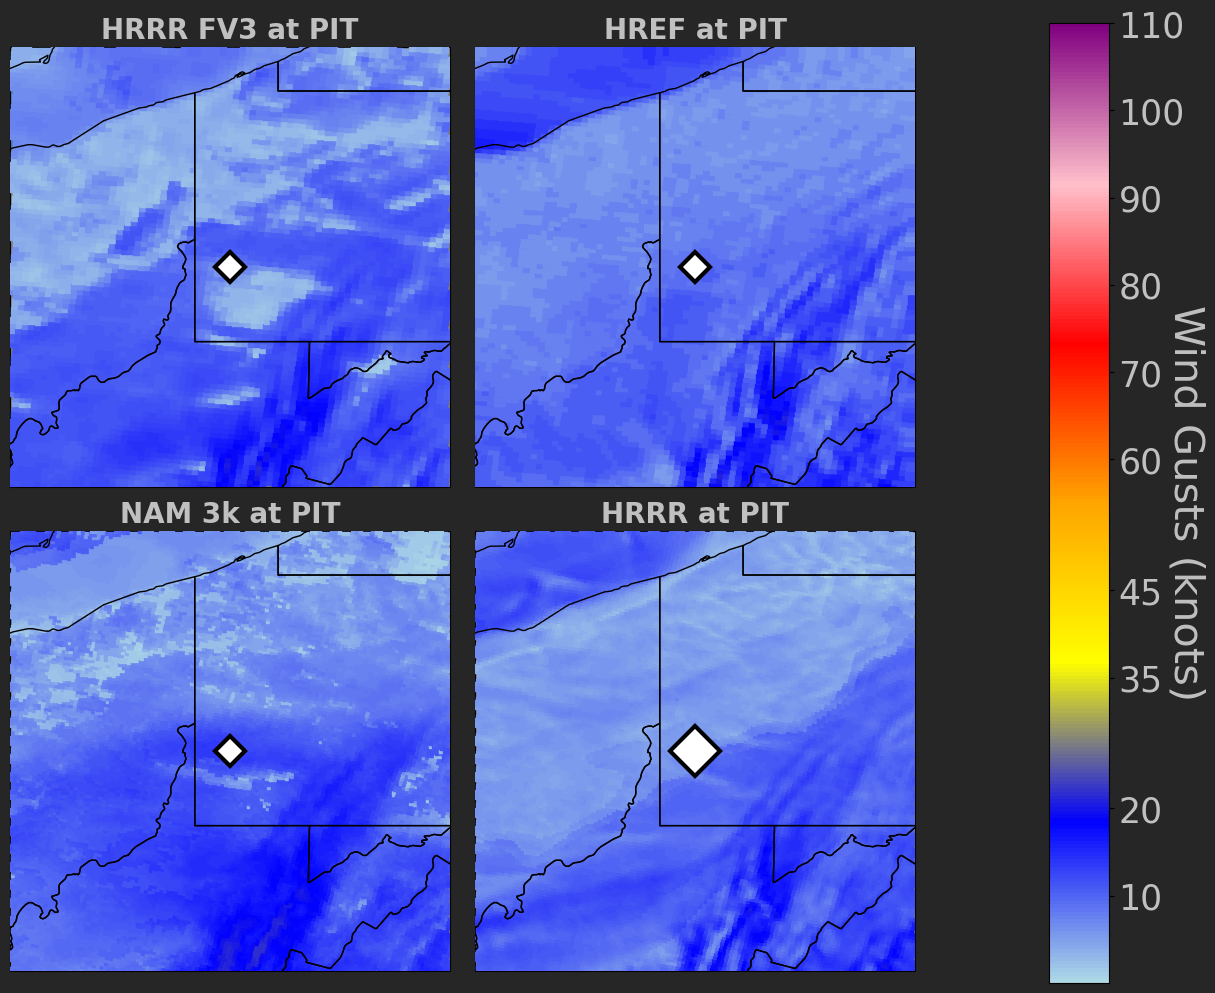 HRRR FV3 at PIT
HREF at PIT
NAM 3k at PIT
HRRR at PIT
110
100
90
80
70
60
45
35
20
10
Wind Gusts (knots)